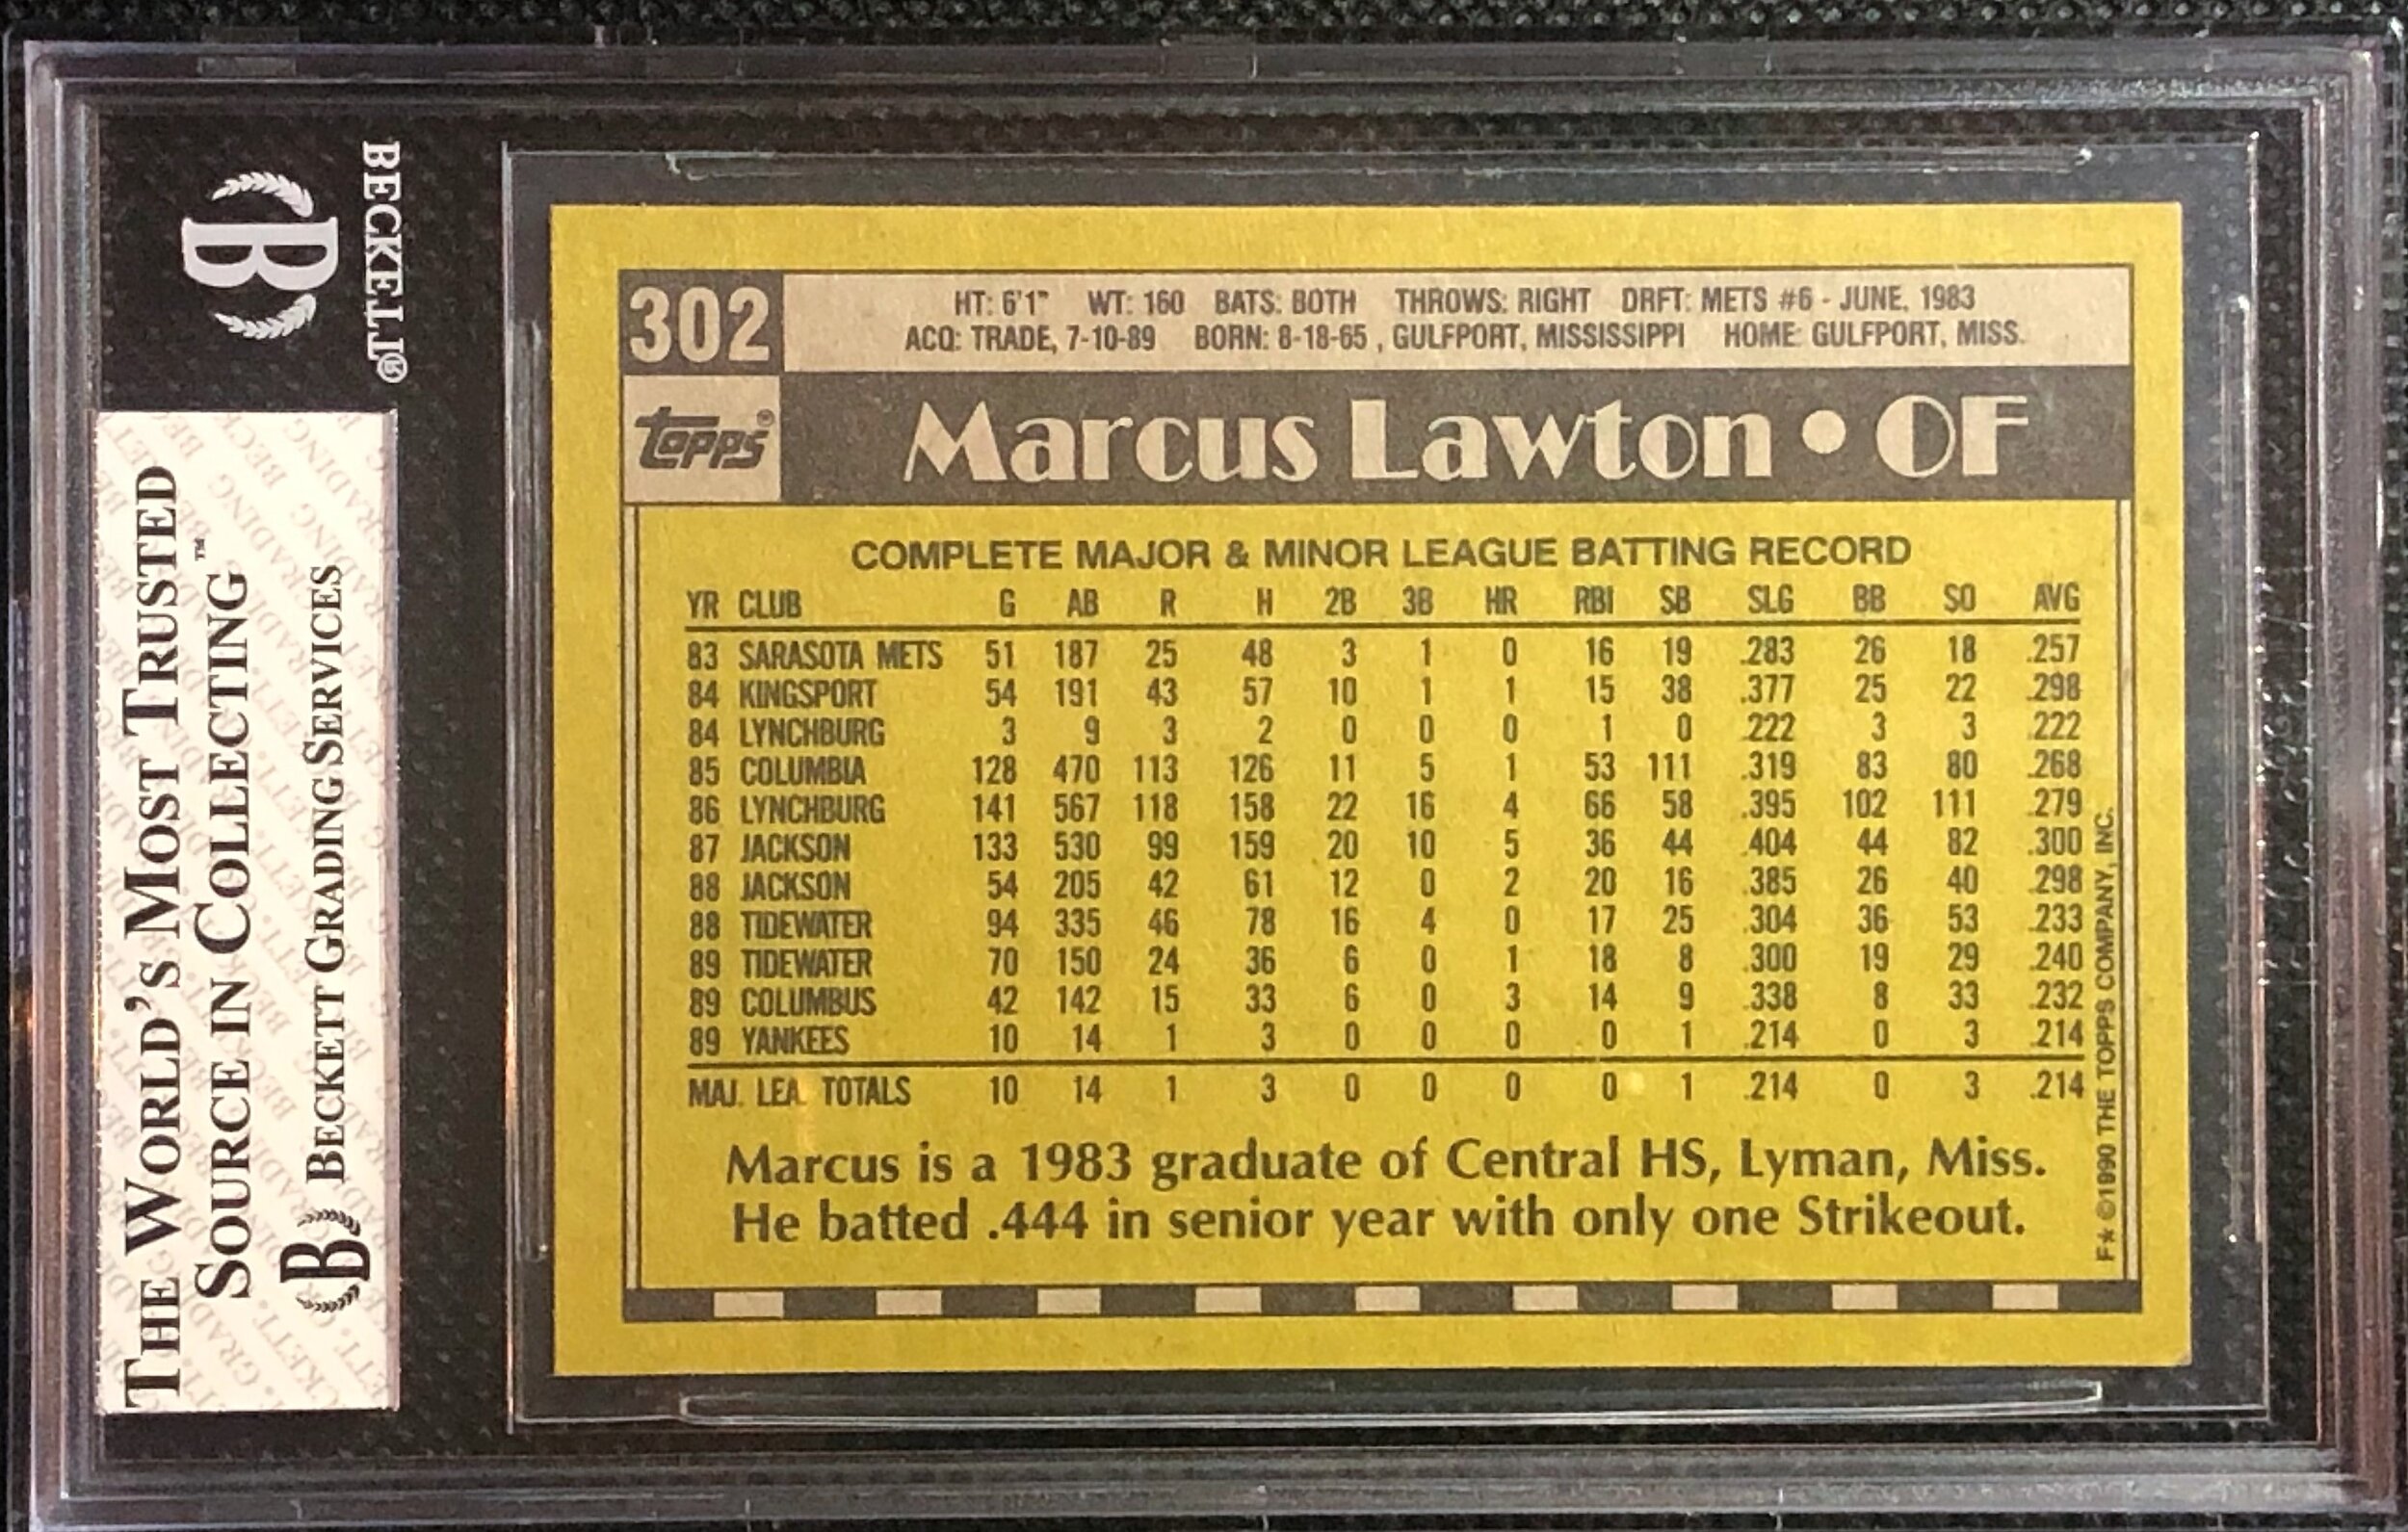 BECKETT®
B
THE WORLD'S MOST TRUSTED
SOURCE IN COLLECTING™
B BECKETT GRADING SERVICES
302
HT: 6'1" WT: 160 BATS: BOTH THROWS: RIGHT DRFT: METS #6 - JUNE, 1983
ACQ: TRADE, 7-10-89 BORN: 8-18-65, GULFPORT, MISSISSIPPI HOME: GULFPORT, MISS.
topps®
Marcus Lawton • OF
COMPLETE MAJOR & MINOR LEAGUE BATTING RECORD
YR CLUB G AB R H 2B 3B HR RBI SB SLG BB SO AVG
83 SARASOTA METS 51 187 25 48 3 1 0 16 19 .283 26 18 .257
84 KINGSPORT 54 191 43 57 10 1 1 15 38 .377 25 22 .298
84 LYNCHBURG 3 9 3 2 0 0 0 1 0 .222 3 3 .222
85 COLUMBIA 128 470 113 126 11 5 1 53 111 .319 83 80 .268
86 LYNCHBURG 141 567 118 158 22 16 4 66 58 .395 102 111 .279
87 JACKSON 133 530 99 159 20 10 5 36 44 .404 44 82 .300
88 JACKSON 54 205 42 61 12 0 2 20 16 .385 26 40 .298
88 TIDEWATER 94 335 46 78 16 4 0 17 25 .304 36 53 .233
89 TIDEWATER 70 150 24 36 6 0 1 18 8 .300 19 29 .240
89 COLUMBUS 42 142 15 33 6 0 3 14 9 .338 8 33 .232
89 YANKEES 10 14 1 3 0 0 0 0 1 .214 0 3 .214
MAJ. LEA. TOTALS 10 14 1 3 0 0 0 0 1 .214 0 3 .214
Marcus is a 1983 graduate of Central HS, Lyman, Miss.
He batted .444 in senior year with only one Strikeout.
F★ ©1990 THE TOPPS COMPANY, INC.